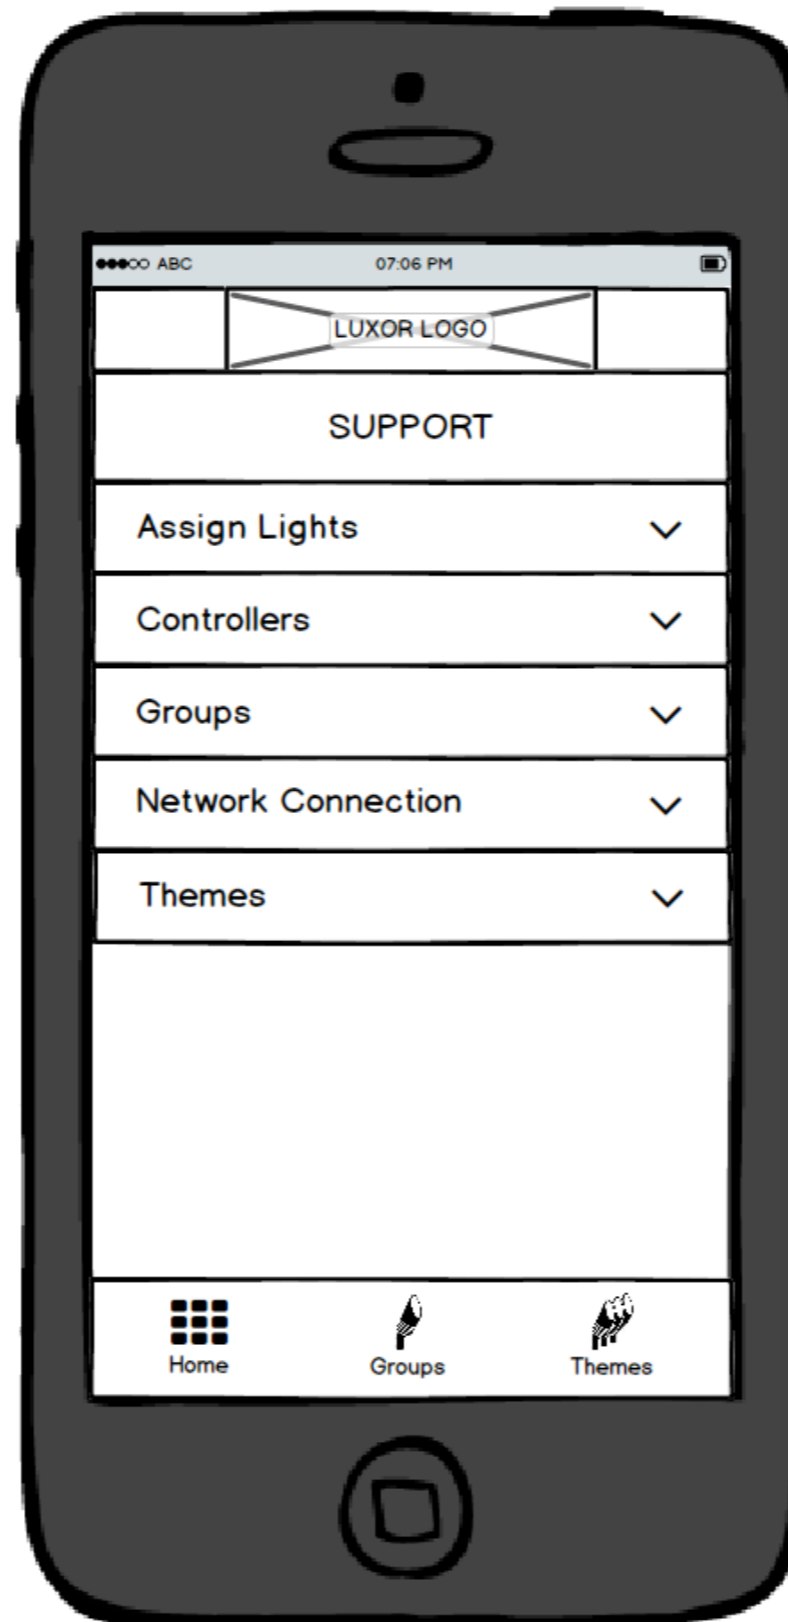 ABC 07:06 PM
LUXOR LOGO
SUPPORT
Assign Lights
Controllers
Groups
Network Connection
Themes
Home Groups Themes